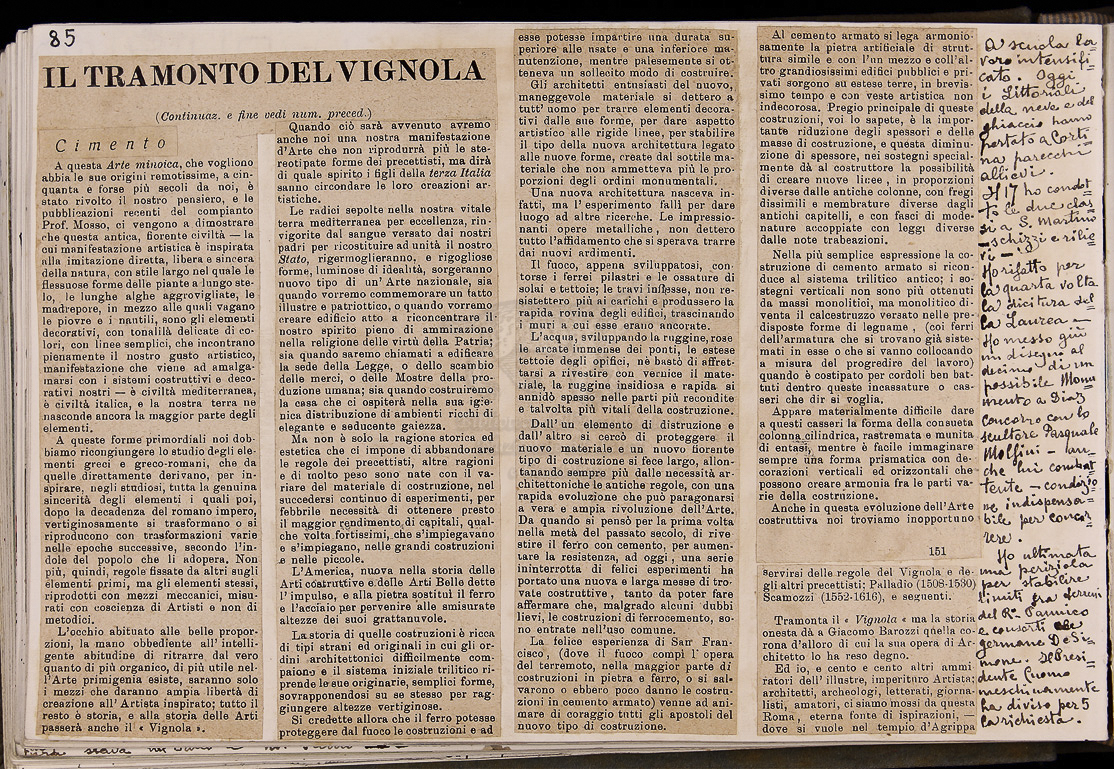 85
IL TRAMONTO DEL VIGNOLA
(Continuaz. e fine vedi num. preced.)
Cimento
A questa Arte minoica, che vogliono
abbia le sue origini remotissime, a cin-
quanta e forse più secoli da noi, è
stato rivolto il nostro pensiero, e le
pubblicazioni recenti del compianto
Prof. Mosso, ci vengono a dimostrare
che questa antica, fiorente civiltà — la
cui manifestazione artistica è inspirata
alla imitazione diretta, libera e sincera
della natura, con stile largo nel quale le
flessuose forme delle piante a lungo ste-
lo, le lunghe alghe aggrovigliate, le
madrepore, in mezzo alle quali vagano
le piovre e i nautili, sono gli elementi
decorativi, con tonalità delicate di co-
lori, con linee semplici, che incontrano
pienamente il nostro gusto artistico,
manifestazione che viene ad amalga-
marsi con i sistemi costruttivi e deco-
rativi nostri — è civiltà mediterranea,
è civiltà italica, e la nostra terra ne
nasconde ancora la maggior parte degli
elementi.
A queste forme primordiali noi dob-
biamo ricongiungere lo studio degli ele-
menti greci e greco-romani, che da
quelle direttamente derivano, per in-
spirare, negli studiosi, tutta la genuina
sincerità degli elementi i quali poi,
dopo la decadenza del romano impero,
vertiginosamente si trasformano o si
riproducono con trasformazioni varie
nelle epoche successive, secondo l'in-
dole del popolo che li adopera. Non
più, quindi, regole fissate da altri sugli
elementi primi, ma gli elementi stessi,
riprodotti con mezzi meccanici, misu-
rati con coscienza di Artisti e non di
metodici.
L'occhio abituato alle belle propor-
zioni, la mano obbediente all'intelli-
gente abitudine di ritrarre dal vero
quanto di più organico, di più utile nel-
l'Arte primigenia esiste, saranno solo
i mezzi che daranno ampia libertà di
creazione all'Artista inspirato; tutto il
resto è storia, e alla storia delle Arti
passerà anche il « Vignola ».
Quando ciò sarà avvenuto avremo
anche noi una nostra manifestazione
d'Arte che non riprodurrà più le ste-
reotipate forme dei precettisti, ma dirà
di quale spirito i figli della terza Italia
sanno circondare le loro creazioni ar-
tistiche.
Le radici sepolte nella nostra vitale
terra mediterranea per eccellenza, rin-
vigorite dal sangue versato dai nostri
padri per ricostituire ad unità il nostro
Stato, rigermoglieranno, e rigogliose
forme, luminose di idealità, sorgeranno
nuovo tipo di un' Arte nazionale, sia
quando vorremo commemorare un fatto
illustre e patriottico, o quando vorremo
creare edificio atto a riconcentrare il
nostro spirito pieno di ammirazione
nella religione delle virtù della Patria;
sia quando saremo chiamati a edificare
la sede della Legge, o dello scambio
delle merci, o delle Mostre della pro-
duzione umana; sia quando costruiremo
la casa che ci ospiterà nella sua igie-
nica distribuzione di ambienti ricchi di
elegante e seducente gaiezza.
Ma non è solo la ragione storica ed
estetica che ci impone di abbandonare
le regole dei precettisti, altre ragioni
e di molto peso sono nate con il va-
riare del materiale di costruzione, nel
succedersi continuo di esperimenti, per
febbrile necessità di ottenere presto
il maggior rendimento di capitali, qual-
che volta fortissimi, che s'impiegavano
e s'impiegano, nelle grandi costruzioni
e nelle piccole.
L'America, nuova nella storia delle
Arti costruttive e delle Arti Belle dette
l' impulso, e alla pietra sostituì il ferro
e l'acciaio per pervenire alle smisurate
altezze dei suoi grattanuvole.
La storia di quelle costruzioni è ricca
di tipi strani ed originali in cui gli or-
dini architettonici difficilmente com-
paiono e il sistema iniziale trilitico ri-
prende le sue originarie, semplici forme,
sovrapponendosi su se stesso per rag-
giungere altezze vertiginose.
Si credette allora che il ferro potesse
proteggere dal fuoco le costruzioni e ad
esse potesse impartire una durata su-
periore alle usate e una inferiore ma-
nutenzione, mentre palesemente si ot-
teneva un sollecito modo di costruire.
Gli architetti entusiasti del nuovo,
maneggevole materiale si dettero a
tutt' uomo per trarre elementi decora-
tivi dalle sue forme, per dare aspetto
artistico alle rigide linee, per stabilire
il tipo della nuova architettura legato
alle nuove forme, create dal sottile ma-
teriale che non ammetteva più le pro-
porzioni degli ordini monumentali.
Una nuova architettura nasceva in-
fatti, ma l'esperimento fallì per dare
luogo ad altre ricerche. Le impressio-
nanti opere metalliche, non dettero
tutto l'affidamento che si sperava trarre
dai nuovi ardimenti.
Il fuoco, appena sviluppatosi, con-
torse i ferrei pilastri e le ossature di
solai e tettoie; le travi inflesse, non re-
sistettero più ai carichi e produssero la
rapida rovina degli edifici, trascinando
i muri a cui esse erano ancorate.
L'acqua, sviluppando la ruggine, rose
le arcate immense dei ponti, le estese
tettoie degli opifici, nè bastò di affret-
tarsi a rivestire con vernice il mate-
riale, la ruggine insidiosa e rapida si
annidò spesso nelle parti più recondite
e talvolta più vitali della costruzione.
Dall' un elemento di distruzione e
dall' altro si cercò di proteggere il
nuovo materiale e un nuovo fiorente
tipo di costruzione si fece largo, allon-
tanando sempre più dalle necessità ar-
chitettoniche le antiche regole, con una
rapida evoluzione che può paragonarsi
a vera e ampia rivoluzione dell'Arte.
Da quando si pensò per la prima volta
nella metà del passato secolo, di rive-
stire il ferro con cemento, per aumen-
tare la resistenza, ad oggi, una serie
ininterrotta di felici esperimenti ha
portato una nuova e larga messe di tro-
vate costruttive, tanto da poter fare
affermare che, malgrado alcuni dubbi
lievi, le costruzioni di ferrocemento, so-
no entrate nell'uso comune.
La felice esperienza di San Fran-
cisco, (dove il fuoco compì l' opera
del terremoto, nella maggior parte di
costruzioni in pietra e ferro, o si sal-
varono o ebbero poco danno le costru-
zioni in cemento armato) venne ad ani-
mare di coraggio tutti gli apostoli del
nuovo tipo di costruzione.
Al cemento armato si lega armonio-
samente la pietra artificiale di strut-
tura simile e con l'un mezzo e coll'al-
tro grandiosissimi edifici pubblici e pri-
vati sorgono su estese terre, in brevis-
simo tempo e con veste artistica non
indecorosa. Pregio principale di queste
costruzioni, voi lo sapete, è la impor-
tante riduzione degli spessori e delle
masse di costruzione, e questa diminu-
zione di spessore, nei sostegni special-
mente dà al costruttore la possibilità
di creare nuove linee, in proporzioni
diverse dalle antiche colonne, con fregi
dissimili e membrature diverse dagli
antichi capitelli, e con fasci di mode-
nature accoppiate con leggi diverse
dalle note trabeazioni.
Nella più semplice espressione la co-
struzione di cemento armato si ricon-
duce al sistema trilitico antico; i so-
stegni verticali non son più ottenuti
da massi monolitici, ma monolitico di-
venta il calcestruzzo versato nelle pre-
disposte forme di legname, (coi ferri
dell'armatura che si trovano già siste-
mati in esse o che si vanno collocando
a misura del progredire del lavoro)
quando è costipato per cordoli ben bat-
tuti dentro queste incassature o cas-
seri che dir si voglia.
Appare materialmente difficile dare
a questi casseri la forma della consueta
colonna cilindrica, rastremata e munita
di entasi, mentre è facile immaginare
sempre una forma prismatica con de-
corazioni verticali ed orizzontali che
possono creare armonia fra le parti va-
rie della costruzione.
Anche in questa evoluzione dell'Arte
costruttiva noi troviamo inopportuno
151
servirsi delle regole del Vignola e de-
gli altri precettisti; Palladio (1508-1580)
Scamozzi (1552-1616), e seguenti.
Tramonta il « Vignola « ma la storia
onesta dà a Giacomo Barozzi quella co-
rona d'alloro di cui la sua opera di Ar-
chitetto lo ha reso degno.
Ed io, e cento e cento altri ammi-
ratori dell' illustre, imperituro Artista;
architetti, archeologi, letterati, giorna-
listi, amatori, ci siamo mossi da questa
Roma, eterna fonte di ispirazioni, —
dove si vuole nel tempio d'Agrippa
A scuola la-
voro intensifi-
cato. Oggi
i Littoriali
della neve e del
ghiaccio hanno
portato a Corti-
na parecchi
allievi.
Il 17 ho condot-
to le due clas-
si a S. Martino
– schizzi e rilie-
vi –
Ho rifatto per
la quarta volta
la dicitura del-
la Laurea –
Ho messo giù
un disegno al
decimo di un
possibile Monu-
mento a Diaz
Concorso con lo
scultore Pasquale
Molfini – an-
che lui combat-
tente – condizio-
ne indispensa-
bile per concor-
rere.
Ho ultimata
una periziola
per stabilire
limiti fra terreni
del Rº Pannico
e consorti che
germano De Si-
mone. Il Presi-
dente Cuomo
meschinamente
ha diviso per 5
la richiesta.